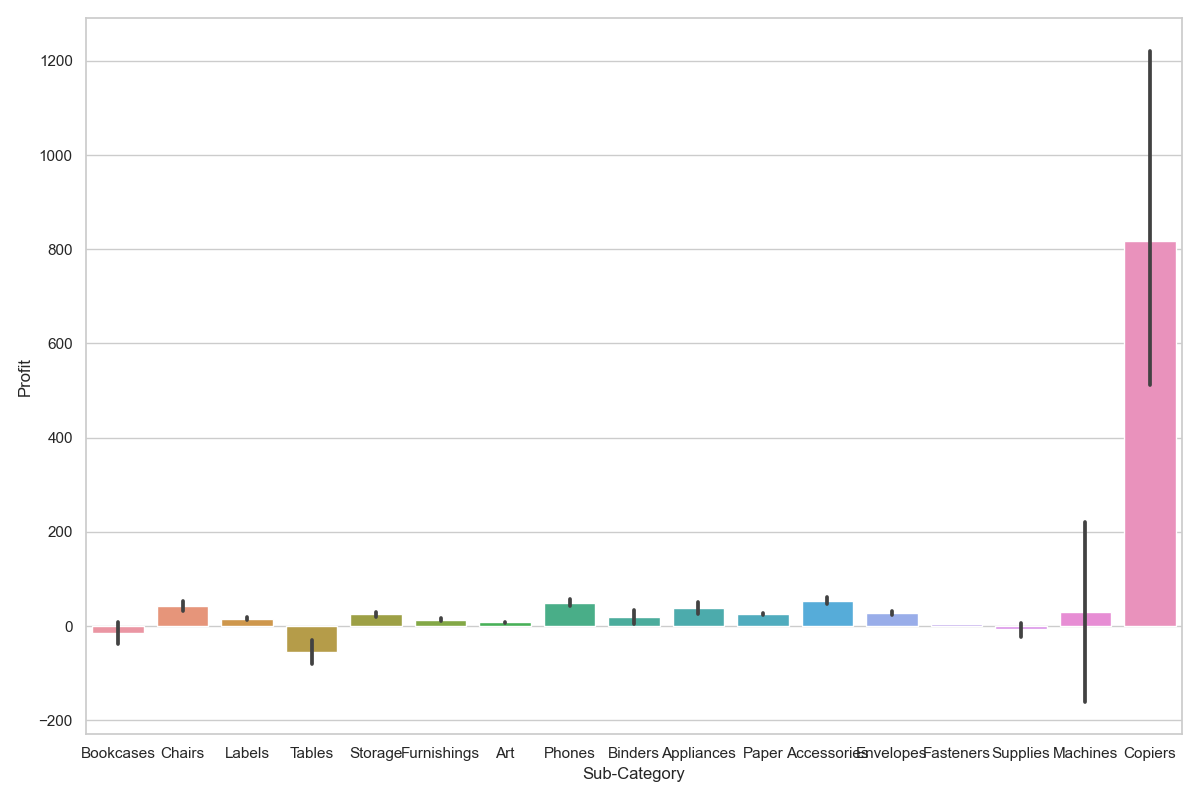 1200
1000
800
600
400
200
0
−200
Profit
Bookcases Chairs Labels Tables Storage Furnishings Art Phones Binders Appliances Paper Accessories Envelopes Fasteners Supplies Machines Copiers
Sub-Category